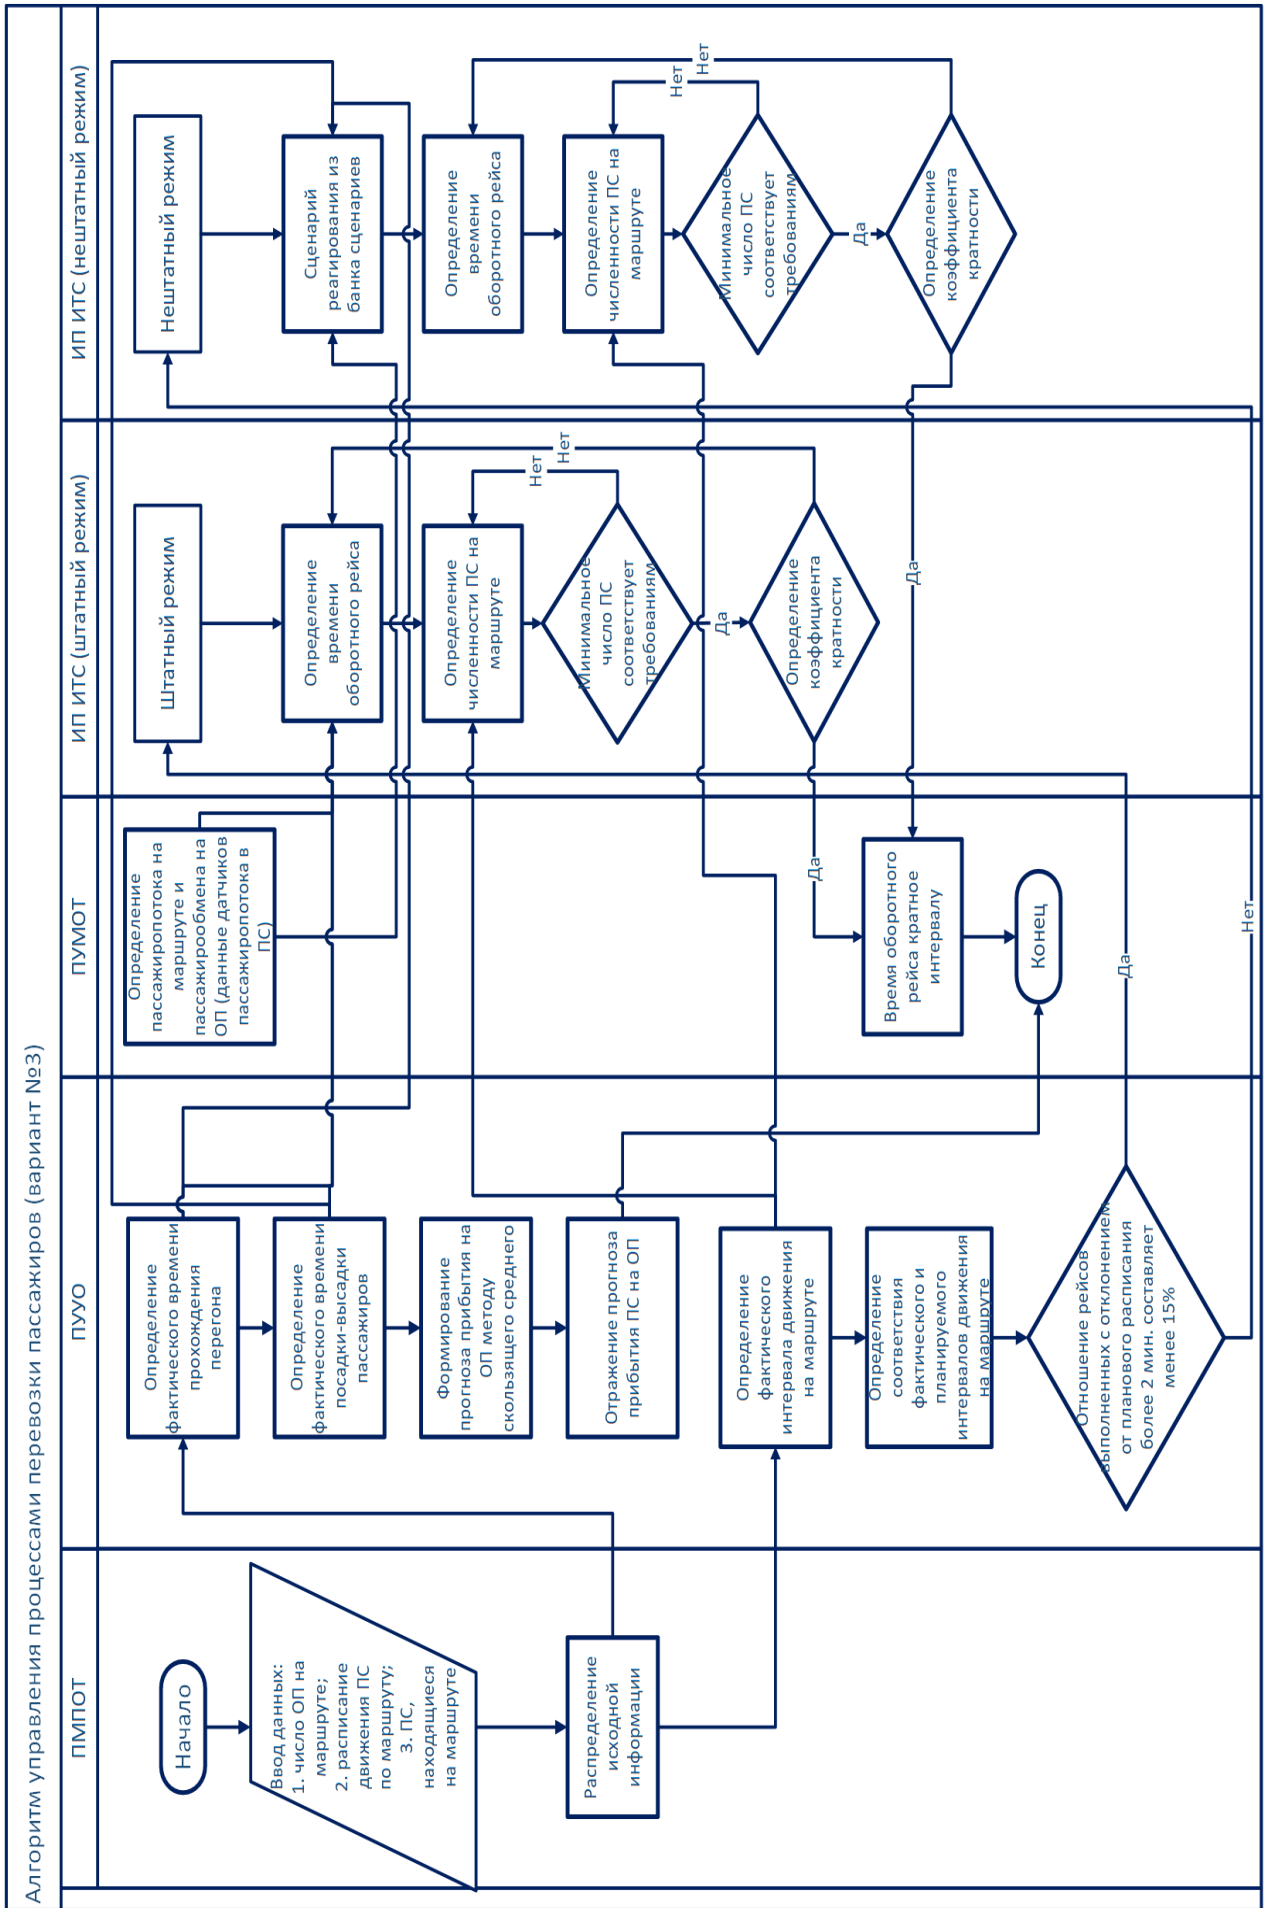 Алгоритм управления процессами перевозки пассажиров (вариант №3)
ПМПОТ
ПУУО
ПУМОТ
ИП ИТС (штатный режим)
ИП ИТС (нештатный режим)
Начало
Ввод данных:
1. число ОП на
маршруте;
2. расписание
движения ПС
по маршруту;
3. ПС,
находящиеся
на маршруте
Распределение
исходной
информации
Определение
фактического времени
прохождения
перегона
Определение
фактического времени
посадки-высадки
пассажиров
Формирование
прогноза прибытия на
ОП по методу
скользящего среднего
Отражение прогноза
прибытия ПС на ОП
Определение
фактического
интервала движения
на маршруте
Определение
соответствия
фактического и
планируемого
интервалов движения
на маршруте
Отношение рейсов
выполненных с отклонением
от планового расписания
более 2 мин. составляет
менее 15%
Да
Нет
Определение
пассажиропотока на
маршруте и
пассажирообмена на
ОП (данные датчиков
пассажиропотока в
ПС)
Время оборотного
рейса кратное
интервалу
Конец
Штатный режим
Определение
времени
оборотного рейса
Определение
численности ПС на
маршруте
Минимальное
число ПС
соответствует
требованиям
Нет
Да
Определение
коэффициента
кратности
Нет
Да
Нештатный режим
Сценарий
реагирования из
банка сценариев
Определение
времени
оборотного рейса
Определение
численности ПС на
маршруте
Минимальное
число ПС
соответствует
требованиям
Нет
Да
Определение
коэффициента
кратности
Нет
Да